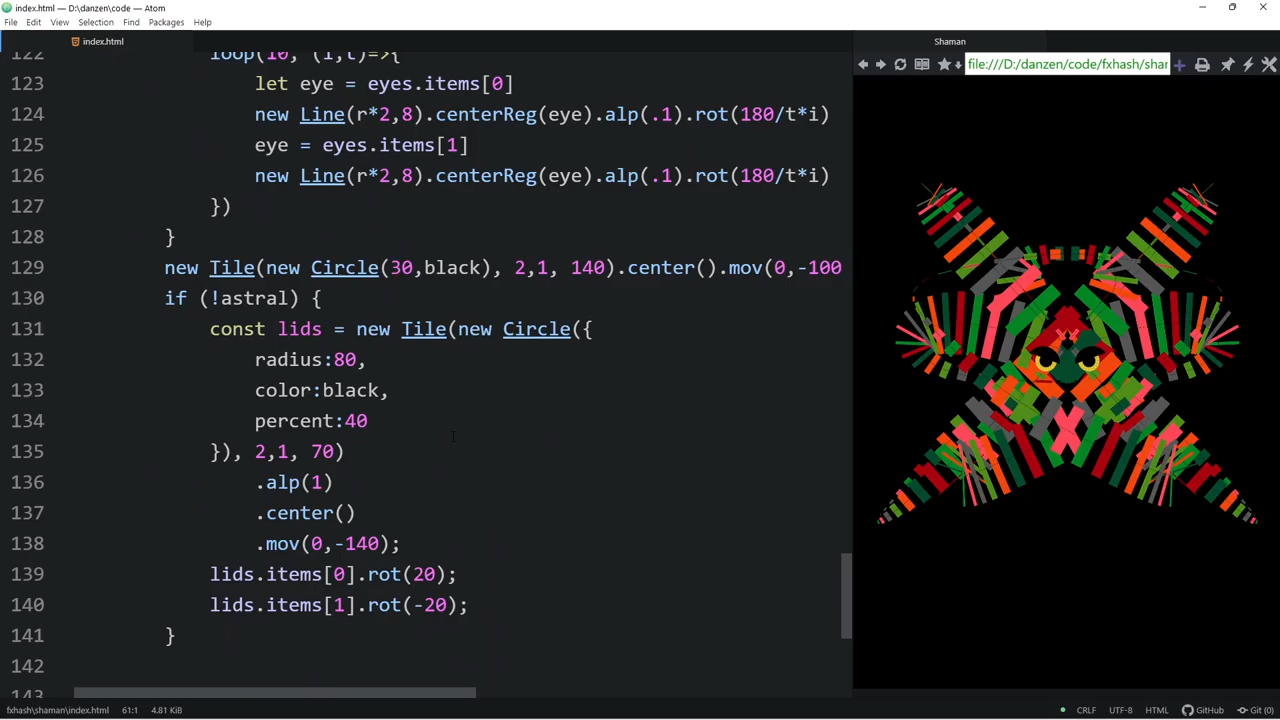 index.html — D:\danzen\code — Atom
File Edit View Selection Find Packages Help
index.html
Shaman
file:///D:/danzen/code/fxhash/shar
122 loop(10, (i,t)=>{
123 let eye = eyes.items[0]
124 new Line(r*2,8).centerReg(eye).alp(.1).rot(180/t*i)
125 eye = eyes.items[1]
126 new Line(r*2,8).centerReg(eye).alp(.1).rot(180/t*i)
127 })
128 }
129 new Tile(new Circle(30,black), 2,1, 140).center().mov(0,-100
130 if (!astral) {
131 const lids = new Tile(new Circle({
132 radius:80,
133 color:black,
134 percent:40
135 }), 2,1, 70)
136 .alp(1)
137 .center()
138 .mov(0,-140);
139 lids.items[0].rot(20);
140 lids.items[1].rot(-20);
141 }
142
143
fxhash\shaman\index.html 61:1 4.81 KiB CRLF UTF-8 HTML GitHub Git (0)